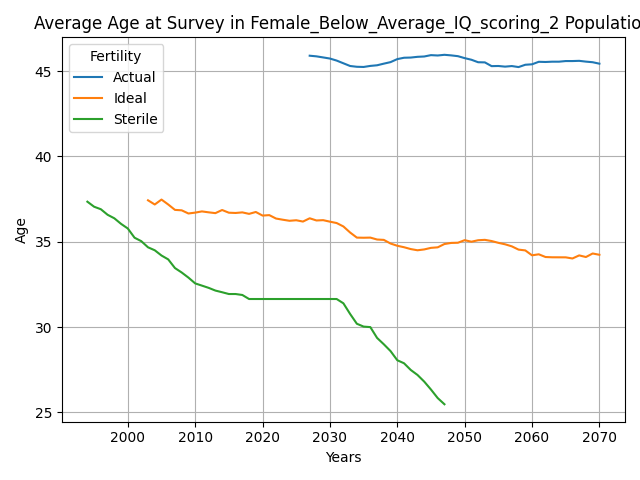 Average Age at Survey in Female_Below_Average_IQ_scoring_2 Populatio
Fertility
Actual
Ideal
Sterile
45
40
35
30
25
Age
2000 2010 2020 2030 2040 2050 2060 2070
Years